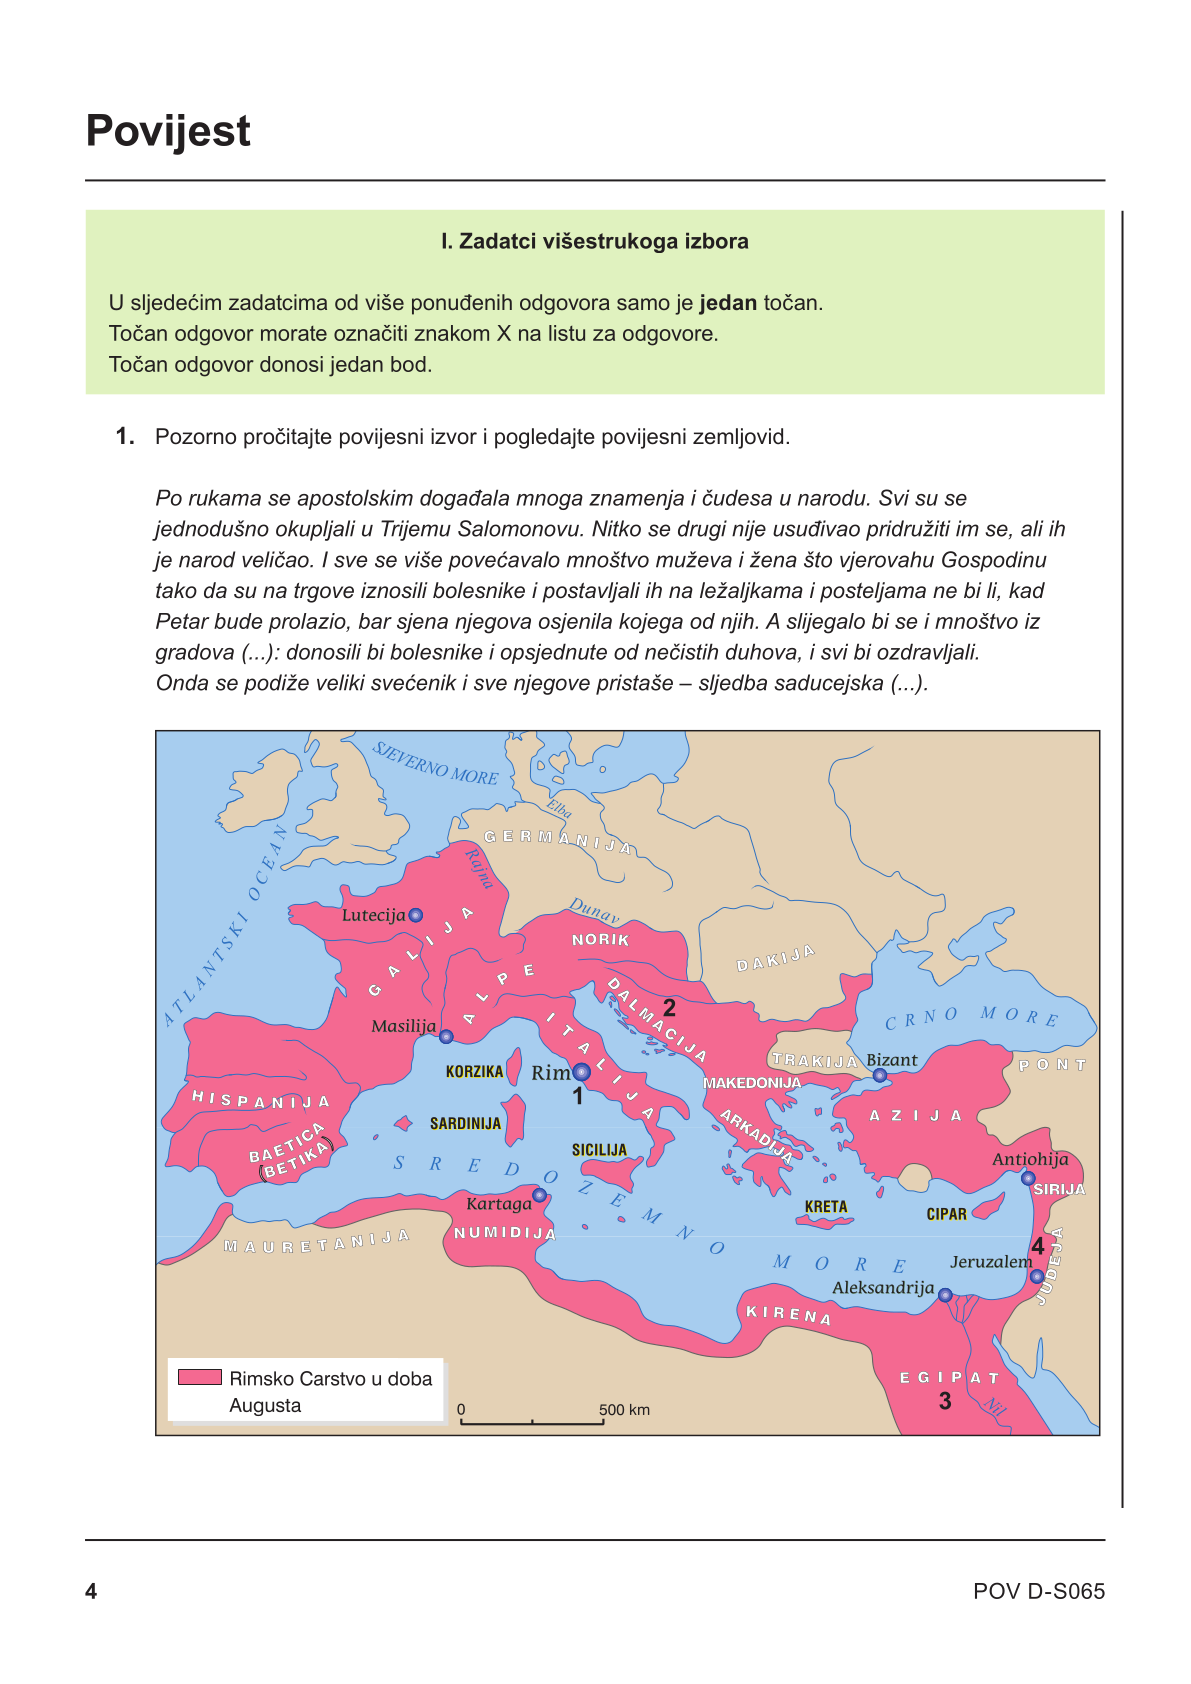 Povijest
I. Zadatci višestrukoga izbora
U sljedećim zadatcima od više ponuđenih odgovora samo je jedan točan.
Točan odgovor morate označiti znakom X na listu za odgovore.
Točan odgovor donosi jedan bod.
1. Pozorno pročitajte povijesni izvor i pogledajte povijesni zemljovid.
Po rukama se apostolskim događala mnoga znamenja i čudesa u narodu. Svi su se
jednodušno okupljali u Trijemu Salomonovu. Nitko se drugi nije usuđivao pridružiti im se, ali ih
je narod veličao. I sve se više povećavalo mnoštvo muževa i žena što vjerovahu Gospodinu
tako da su na trgove iznosili bolesnike i postavljali ih na ležaljkama i posteljama ne bi li, kad
Petar bude prolazio, bar sjena njegova osjenila kojega od njih. A slijegalo bi se i mnoštvo iz
gradova (...): donosili bi bolesnike i opsjednute od nečistih duhova, i svi bi ozdravljali.
Onda se podiže veliki svećenik i sve njegove pristaše – sljedba saducejska (...).
SJEVERNO MORE
Elba
GERMANIJA
Rajna
ATLANTSKI OCEAN
Lutecija
Dunav
GALIJA
NORIK
DAKIJA
ALPE
DALMACIJA
2
CRNO MORE
Masilija
ITALIJA
TRAKIJA
Bizant
PONT
KORZIKA
Rim
1
MAKEDONIJA
HISPANIJA
SARDINIJA
ARKADIJA
AZIJA
BAETICA
(BETIKA)
SICILIJA
Antiohija
SIRIJA
SREDOZEMNO MORE
Kartaga
KRETA
CIPAR
MAURETANIJA
NUMIDIJA
4
Jeruzalem
JUDEJA
Aleksandrija
KIRENA
EGIPAT
3
Nil
Rimsko Carstvo u doba
Augusta
0 500 km
4 POV D-S065